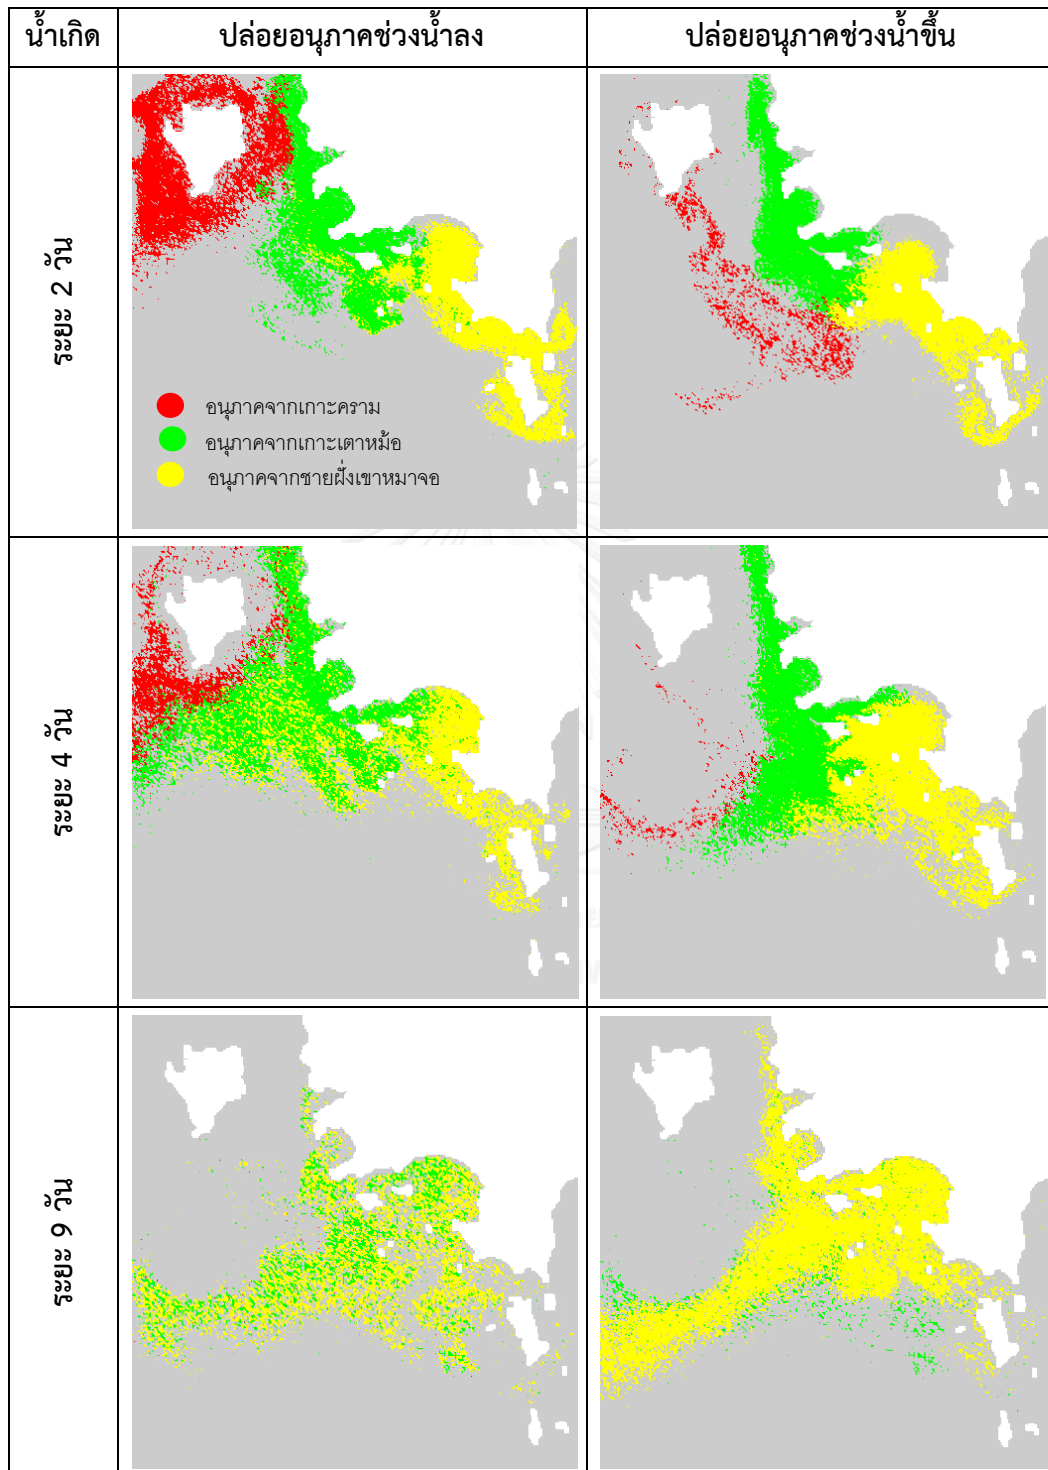 น้ำเกิด ปล่อยอนุภาคช่วงน้ำลง ปล่อยอนุภาคช่วงน้ำขึ้น
ระยะ 2 วัน
อนุภาคจากเกาะคราม
อนุภาคจากเกาะเตาหม้อ
อนุภาคจากชายฝั่งเขาหมาจอ
ระยะ 4 วัน
ระยะ 9 วัน